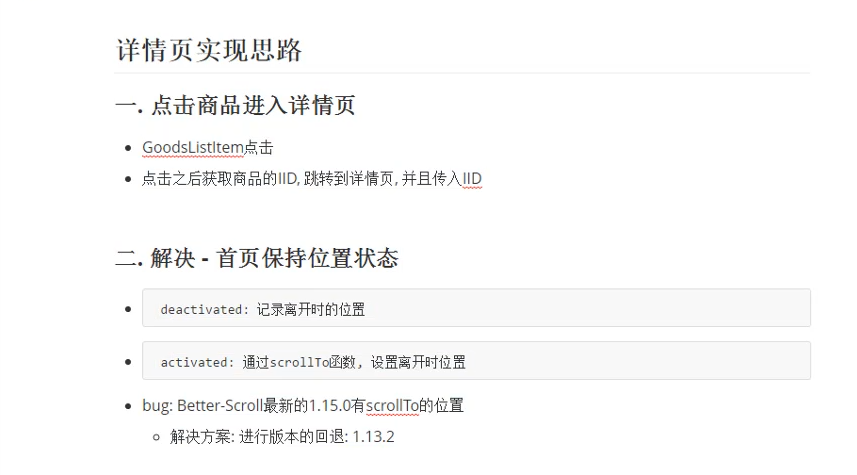 详情页实现思路
一. 点击商品进入详情页
GoodsListItem点击
点击之后获取商品的IID, 跳转到详情页, 并且传入IID
二. 解决 - 首页保持位置状态
deactivated: 记录离开时的位置
activated: 通过scrollTo函数, 设置离开时位置
bug: Better-Scroll最新的1.15.0有scrollTo的位置
解决方案: 进行版本的回退: 1.13.2